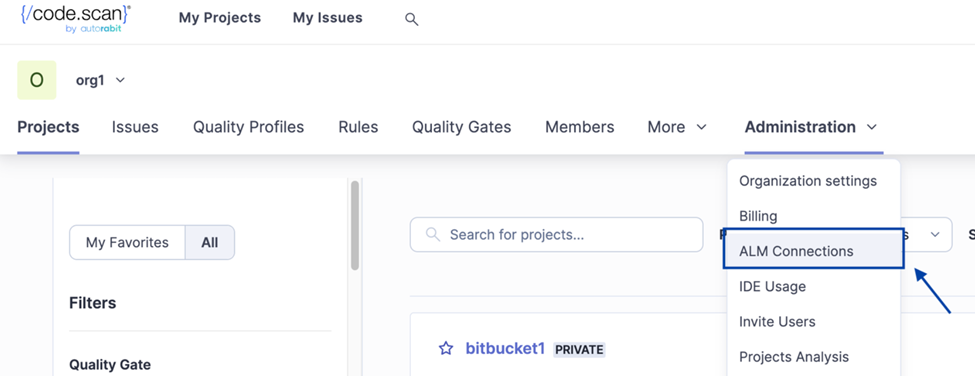 {/code.scan}®
by autorabit
My Projects My Issues
O org1
Projects Issues Quality Profiles Rules Quality Gates Members More Administration
Organization settings
Billing
ALM Connections
IDE Usage
Invite Users
Projects Analysis
My Favorites All
Search for projects...
Filters
Quality Gate
bitbucket1 PRIVATE